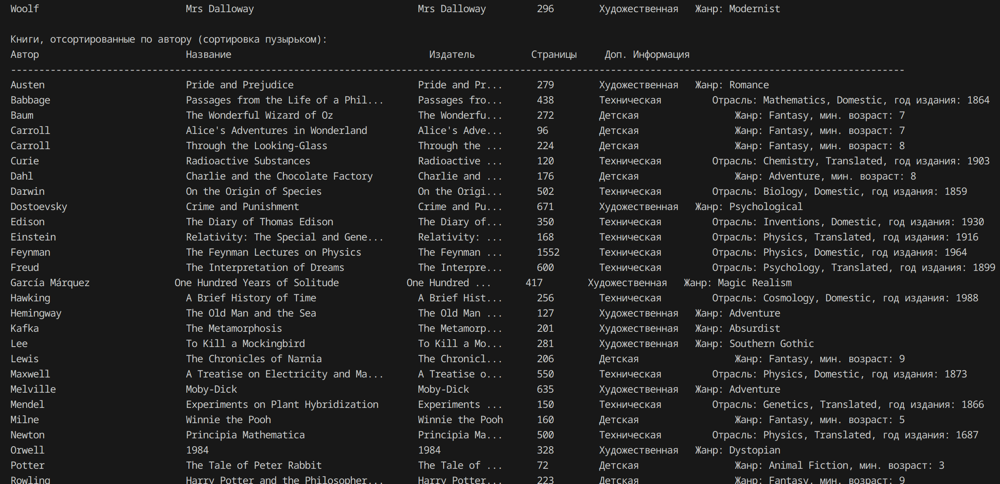 Woolf Mrs Dalloway Mrs Dalloway 296 Художественная Жанр: Modernist
Книги, отсортированные по автору (сортировка пузырьком):
Автор Название Издатель Страницы Доп. Информация
--------------------------------------------------------------------------------------------------------------------------------------------------------------
Austen Pride and Prejudice Pride and Pr... 279 Художественная Жанр: Romance
Babbage Passages from the Life of a Phil... Passages fro... 438 Техническая Отрасль: Mathematics, Domestic, год издания: 1864
Baum The Wonderful Wizard of Oz The Wonderfu... 272 Детская Жанр: Fantasy, мин. возраст: 7
Carroll Alice's Adventures in Wonderland Alice's Adve... 96 Детская Жанр: Fantasy, мин. возраст: 7
Carroll Through the Looking-Glass Through the ... 224 Детская Жанр: Fantasy, мин. возраст: 8
Curie Radioactive Substances Radioactive ... 120 Техническая Отрасль: Chemistry, Translated, год издания: 1903
Dahl Charlie and the Chocolate Factory Charlie and ... 176 Детская Жанр: Adventure, мин. возраст: 8
Darwin On the Origin of Species On the Origi... 502 Техническая Отрасль: Biology, Domestic, год издания: 1859
Dostoevsky Crime and Punishment Crime and Pu... 671 Художественная Жанр: Psychological
Edison The Diary of Thomas Edison The Diary of... 350 Техническая Отрасль: Inventions, Domestic, год издания: 1930
Einstein Relativity: The Special and Gene... Relativity: ... 168 Техническая Отрасль: Physics, Translated, год издания: 1916
Feynman The Feynman Lectures on Physics The Feynman ... 1552 Техническая Отрасль: Physics, Domestic, год издания: 1964
Freud The Interpretation of Dreams The Interpre... 600 Техническая Отрасль: Psychology, Translated, год издания: 1899
García Márquez One Hundred Years of Solitude One Hundred ... 417 Художественная Жанр: Magic Realism
Hawking A Brief History of Time A Brief Hist... 256 Техническая Отрасль: Cosmology, Domestic, год издания: 1988
Hemingway The Old Man and the Sea The Old Man ... 127 Художественная Жанр: Adventure
Kafka The Metamorphosis The Metamorp... 201 Художественная Жанр: Absurdist
Lee To Kill a Mockingbird To Kill a Mo... 281 Художественная Жанр: Southern Gothic
Lewis The Chronicles of Narnia The Chronicl... 206 Детская Жанр: Fantasy, мин. возраст: 9
Maxwell A Treatise on Electricity and Ma... A Treatise o... 550 Техническая Отрасль: Physics, Domestic, год издания: 1873
Melville Moby-Dick Moby-Dick 635 Художественная Жанр: Adventure
Mendel Experiments on Plant Hybridization Experiments ... 150 Техническая Отрасль: Genetics, Translated, год издания: 1866
Milne Winnie the Pooh Winnie the Pooh 160 Детская Жанр: Fantasy, мин. возраст: 5
Newton Principia Mathematica Principia Ma... 500 Техническая Отрасль: Physics, Translated, год издания: 1687
Orwell 1984 1984 328 Художественная Жанр: Dystopian
Potter The Tale of Peter Rabbit The Tale of ... 72 Детская Жанр: Animal Fiction, мин. возраст: 3
Rowling Harry Potter and the Philosopher... Harry Potter... 223 Детская Жанр: Fantasy, мин. возраст: 9